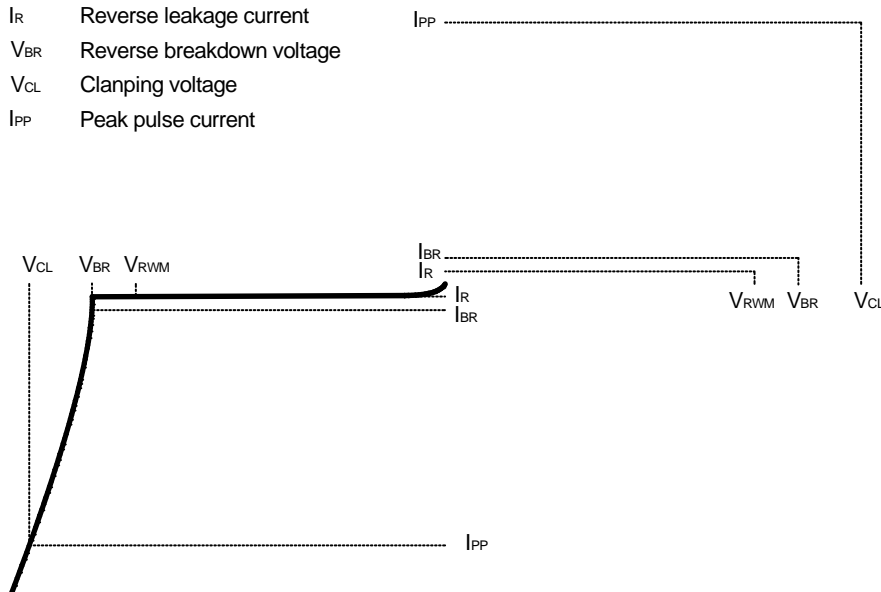 IR Reverse leakage current
VBR Reverse breakdown voltage
VCL Clanping voltage
IPP Peak pulse current
IPP
VCL VBR VRWM
IBR
IR
IR
IBR
VRWM VBR VCL
IPP